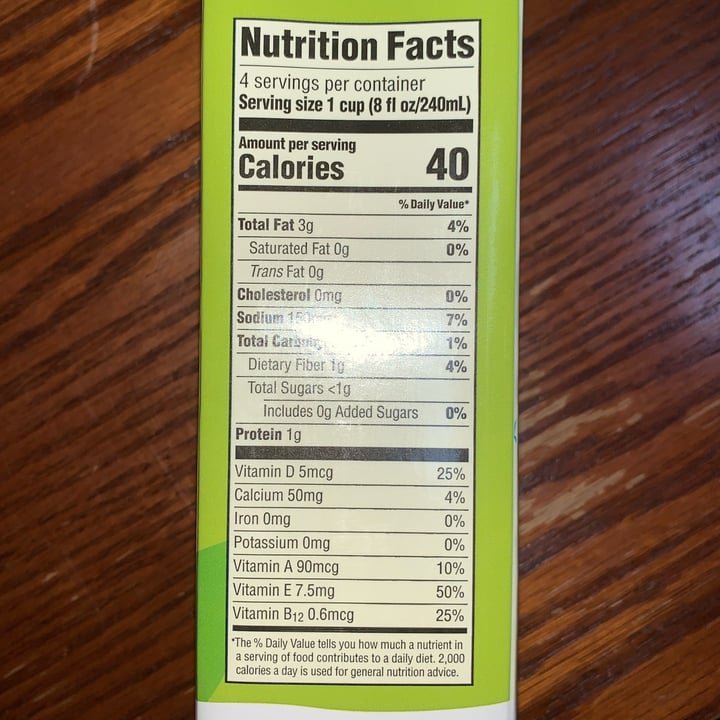 Nutrition Facts
4 servings per container
Serving size 1 cup (8 fl oz/240mL)
Amount per serving
Calories 40
% Daily Value*
Total Fat 3g 4%
Saturated Fat 0g 0%
Trans Fat 0g
Cholesterol 0mg 0%
Sodium 7%
Total 1%
Dietary Fiber 1g 4%
Total Sugars <1g
Includes 0g Added Sugars 0%
Protein 1g
Vitamin D 5mcg 25%
Calcium 50mg 4%
Iron 0mg 0%
Potassium 0mg 0%
Vitamin A 90mcg 10%
Vitamin E 7.5mg 50%
Vitamin B12 0.6mcg 25%
*The % Daily Value tells you how much a nutrient in
a serving of food contributes to a daily diet. 2,000
calories a day is used for general nutrition advice.